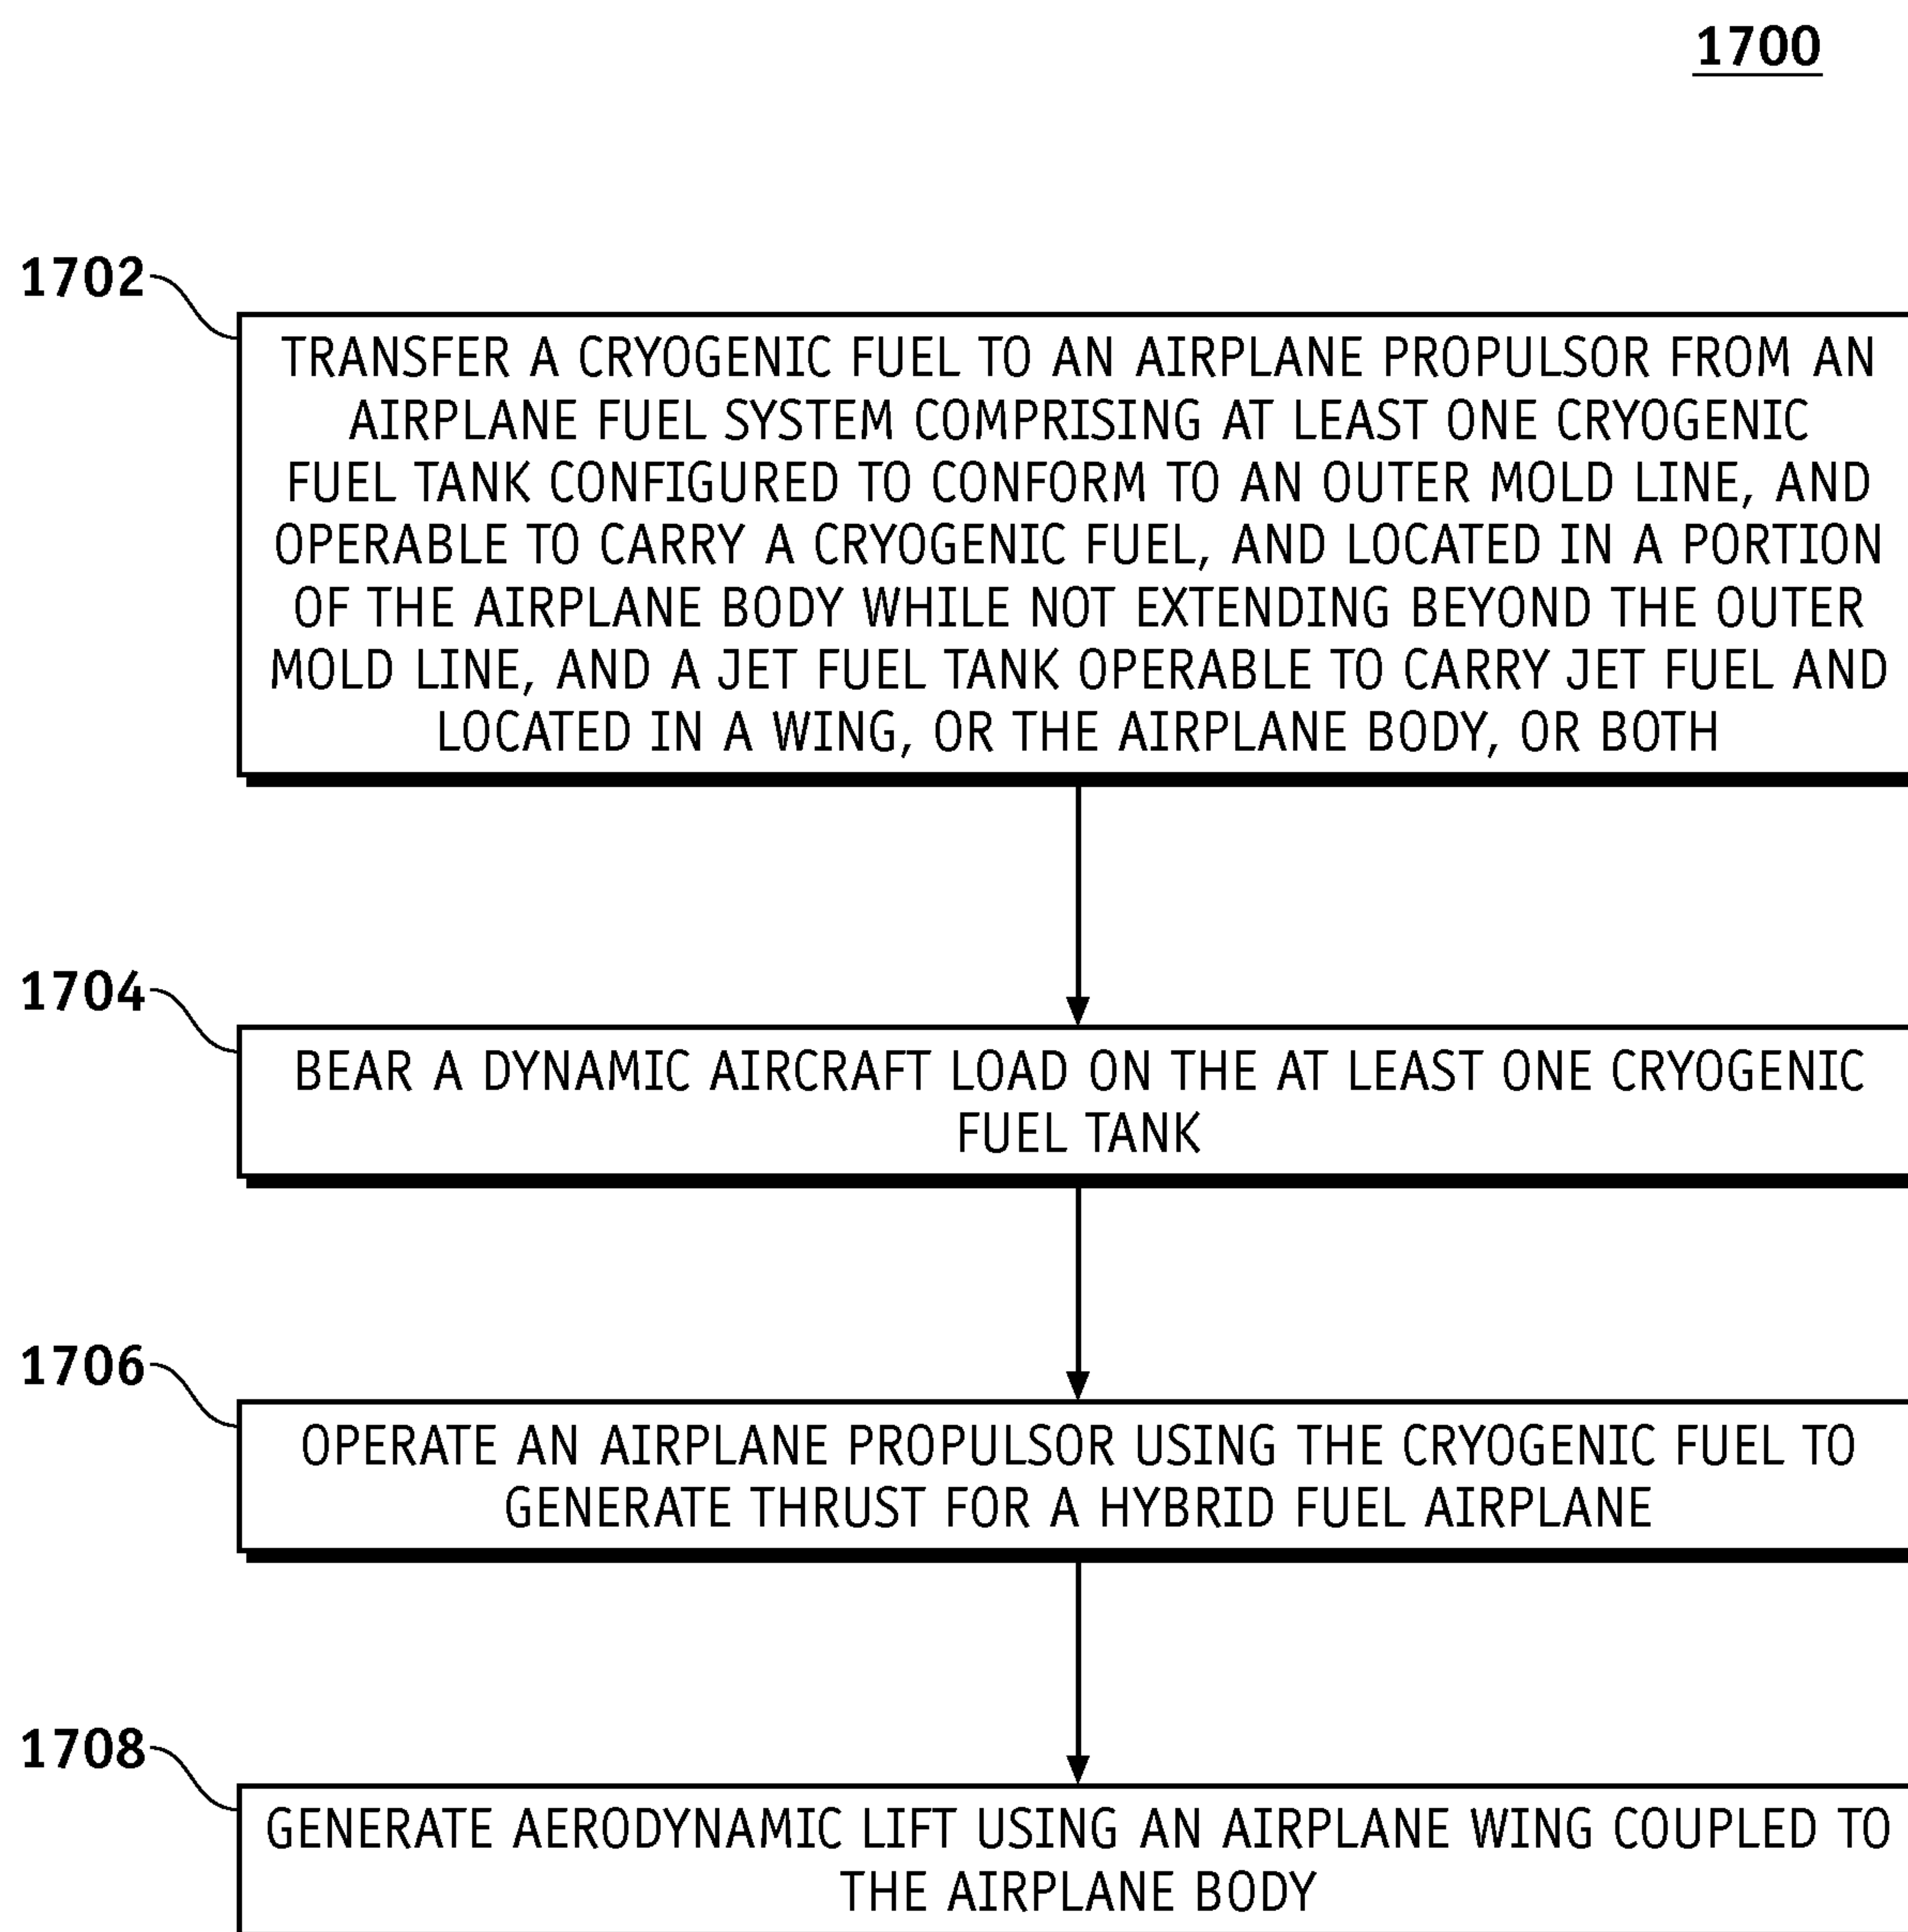 1700
1702
TRANSFER A CRYOGENIC FUEL TO AN AIRPLANE PROPULSOR FROM AN
AIRPLANE FUEL SYSTEM COMPRISING AT LEAST ONE CRYOGENIC
FUEL TANK CONFIGURED TO CONFORM TO AN OUTER MOLD LINE, AND
OPERABLE TO CARRY A CRYOGENIC FUEL, AND LOCATED IN A PORTION
OF THE AIRPLANE BODY WHILE NOT EXTENDING BEYOND THE OUTER
MOLD LINE, AND A JET FUEL TANK OPERABLE TO CARRY JET FUEL AND
LOCATED IN A WING, OR THE AIRPLANE BODY, OR BOTH
1704
BEAR A DYNAMIC AIRCRAFT LOAD ON THE AT LEAST ONE CRYOGENIC
FUEL TANK
1706
OPERATE AN AIRPLANE PROPULSOR USING THE CRYOGENIC FUEL TO
GENERATE THRUST FOR A HYBRID FUEL AIRPLANE
1708
GENERATE AERODYNAMIC LIFT USING AN AIRPLANE WING COUPLED TO
THE AIRPLANE BODY